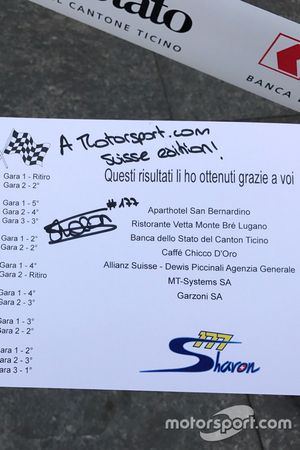 tato
L CANTONE TICINO
BANCA
A Motorsport.com
suisse edition!
Questi risultati li ho ottenuti grazie a voi
Gara 1 - Ritiro
Gara 2 - 2°
Gara 1 - 5°
Gara 2 - 4°
Gara 3 - 3°
Gara 1 - 2°
Gara 2 - 2°
Gara 1 - 4°
Gara 2 - Ritiro
Gara 1 - 4°
Gara 2 - 3°
Gara 1 - 3°
Gara 2 - 2°
Gara 1 - 2°
Gara 2 - 3°
Gara 3 - 1°
#177
Aparthotel San Bernardino
Ristorante Vetta Monte Bré Lugano
Banca dello Stato del Canton Ticino
Caffé Chicco D'Oro
Allianz Suisse - Dewis Piccinali Agenzia Generale
MT-Systems SA
Garzoni SA
177
Sharon
motorsport.com